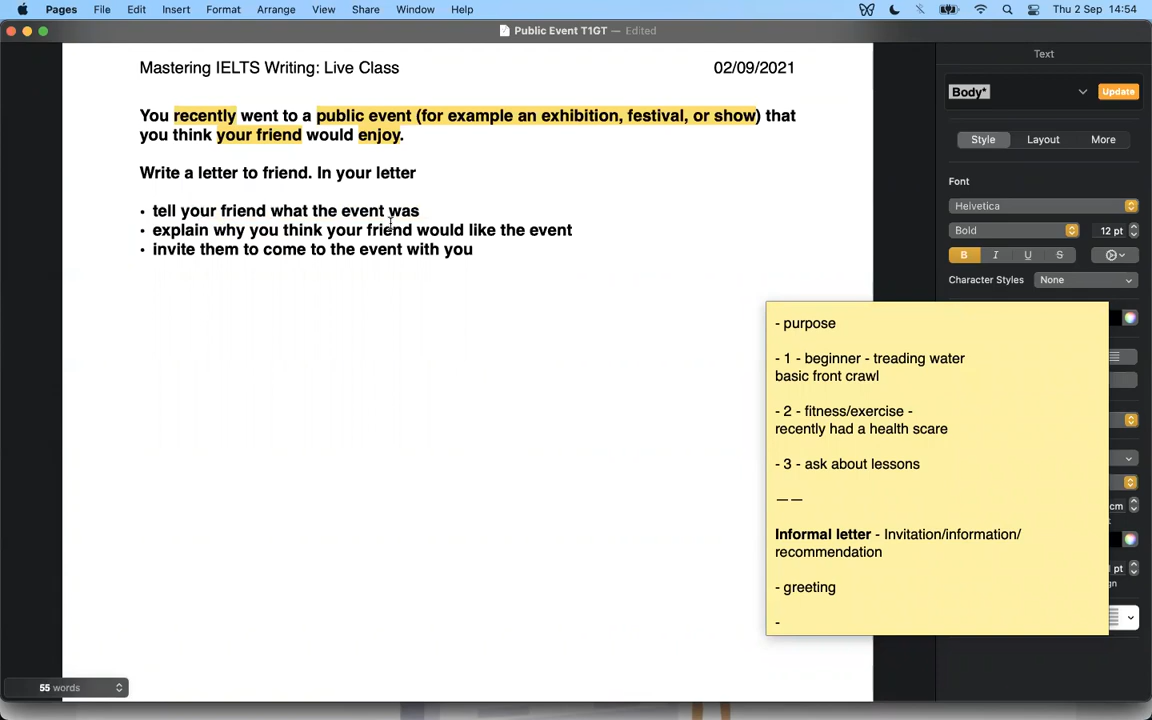 Pages File Edit Insert Format Arrange View Share Window Help Thu 2 Sep 14:54
Public Event T1GT — Edited
Mastering IELTS Writing: Live Class 02/09/2021
You recently went to a public event (for example an exhibition, festival, or show) that
you think your friend would enjoy.
Write a letter to friend. In your letter
• tell your friend what the event was
• explain why you think your friend would like the event
• invite them to come to the event with you
Text
Body* Update
Style Layout More
Font
Helvetica
Bold 12 pt
B I U S
Character Styles None
- purpose
- 1 - beginner - treading water
basic front crawl
- 2 - fitness/exercise -
recently had a health scare
- 3 - ask about lessons
——
Informal letter - Invitation/information/
recommendation
- greeting
-
cm
pt
55 words